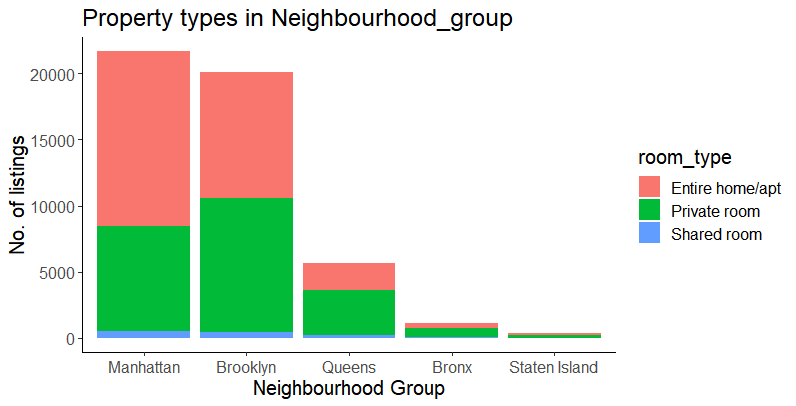 Property types in Neighbourhood_group
No. of listings
20000
15000
10000
5000
0
Manhattan
Brooklyn
Queens
Bronx
Staten Island
Neighbourhood Group
room_type
Entire home/apt
Private room
Shared room